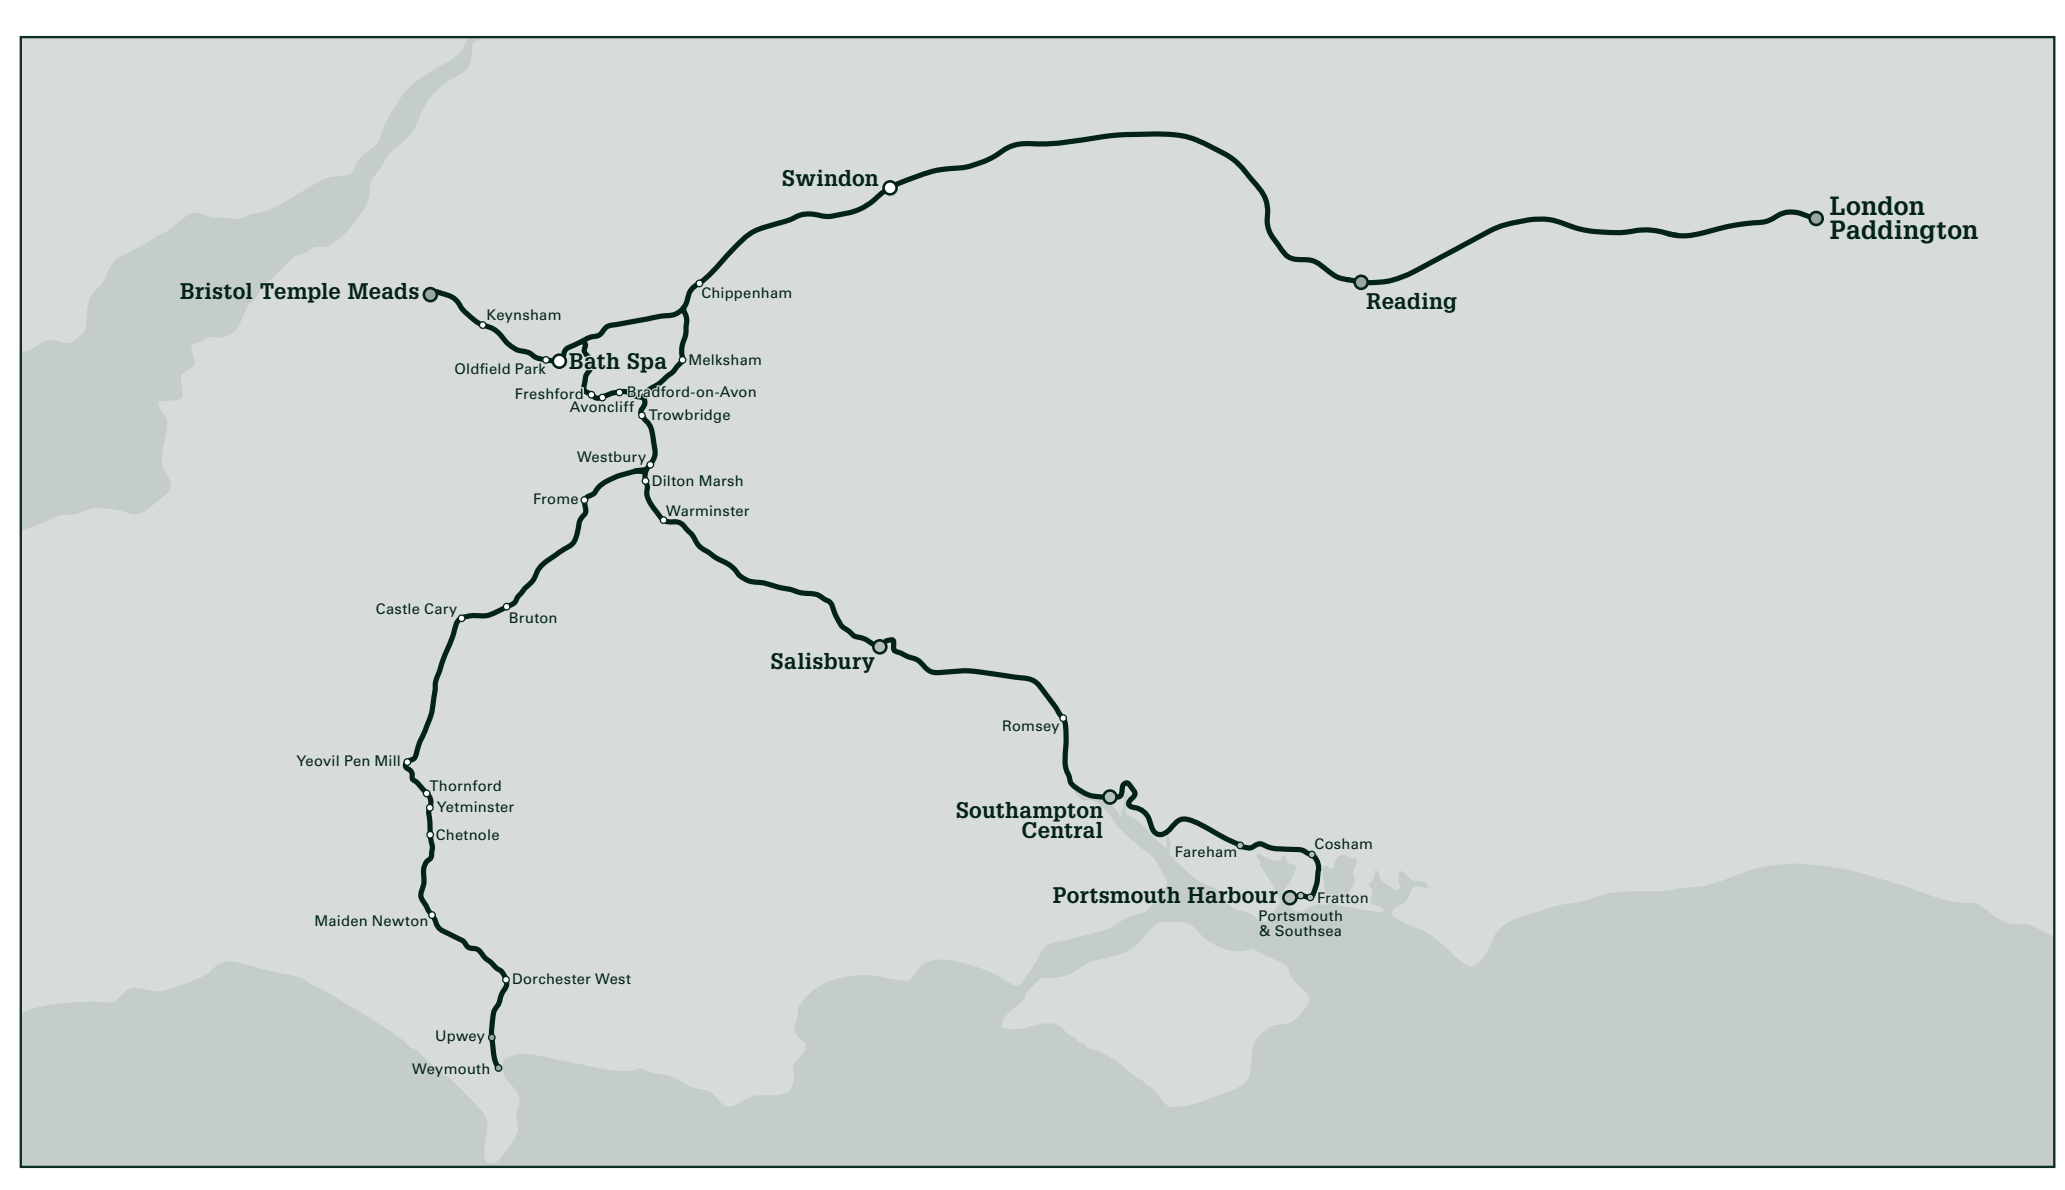 Swindon
London
Paddington
Bristol Temple Meads
Chippenham
Reading
Keynsham
Bath Spa
Melksham
Oldfield Park
Freshford
Bradford-on-Avon
Avoncliff
Trowbridge
Westbury
Dilton Marsh
Frome
Warminster
Castle Cary
Bruton
Salisbury
Romsey
Yeovil Pen Mill
Thornford
Yetminster
Southampton
Central
Chetnole
Cosham
Fareham
Portsmouth Harbour
Fratton
Portsmouth
& Southsea
Maiden Newton
Dorchester West
Upwey
Weymouth